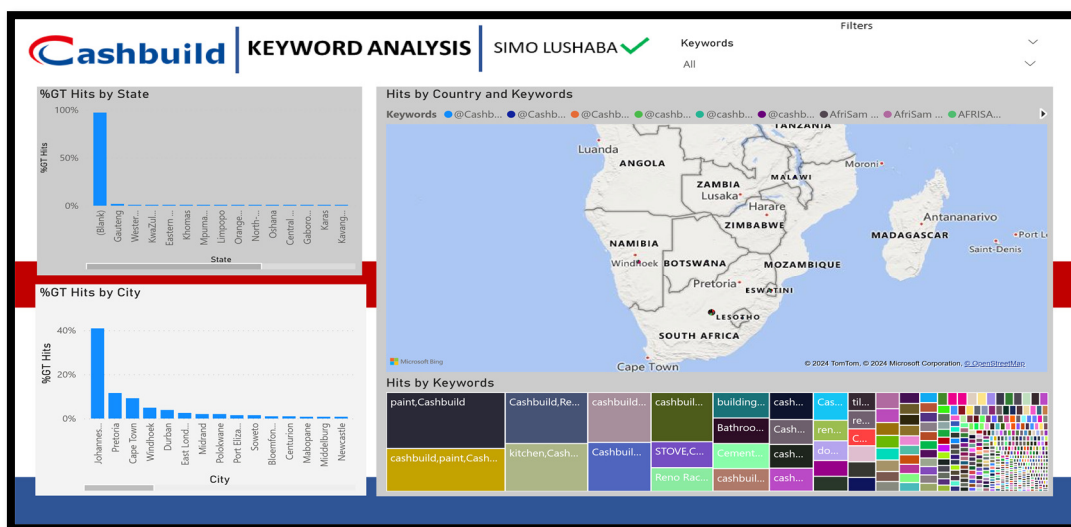 Cashbuild
KEYWORD ANALYSIS
SIMO LUSHABA
Filters
Keywords
All
%GT Hits by State
100%
50%
0%
%GT Hits
(Blank)
Gauteng
Wester...
KwaZul...
Eastern ...
Khomas
Mpuma...
Limpopo
Orange...
North-...
Oshana
Central ...
Gaboro...
Karas
Kavang...
State
%GT Hits by City
40%
20%
0%
%GT Hits
Johannes...
Pretoria
Cape Town
Windhoek
Durban
East Lond...
Midrand
Polokwane
Port Eliza...
Soweto
Bloemfon...
Centurion
Mabopane
Middelburg
Newcastle
City
Hits by Country and Keywords
Keywords @Cashb... @Cashb... @Cashb... @cashb... @cashb... @cashb... AfriSam ... AfriSam ... AFRISA...
TANZANIA
Luanda
ANGOLA
Moroni
MALAWI
ZAMBIA
Lusaka
Harare
ZIMBABWE
Antananarivo
MADAGASCAR
Port L
Saint-Denis
NAMIBIA
Windhoek
BOTSWANA
MOZAMBIQUE
Pretoria
ESWATINI
LESOTHO
SOUTH AFRICA
Cape Town
Microsoft Bing
© 2024 TomTom, © 2024 Microsoft Corporation, © OpenStreetMap
Hits by Keywords
paint,Cashbuild
Cashbuild,Re...
cashbuild...
cashbuil...
building...
cash...
Cas...
til...
re...
Bathroo...
Cash...
ren...
C...
cashbuild,paint,Cash...
kitchen,Cash...
Cashbuil...
STOVE,C...
Cement...
cash...
do...
Reno Rac...
cashbuil...
cash...